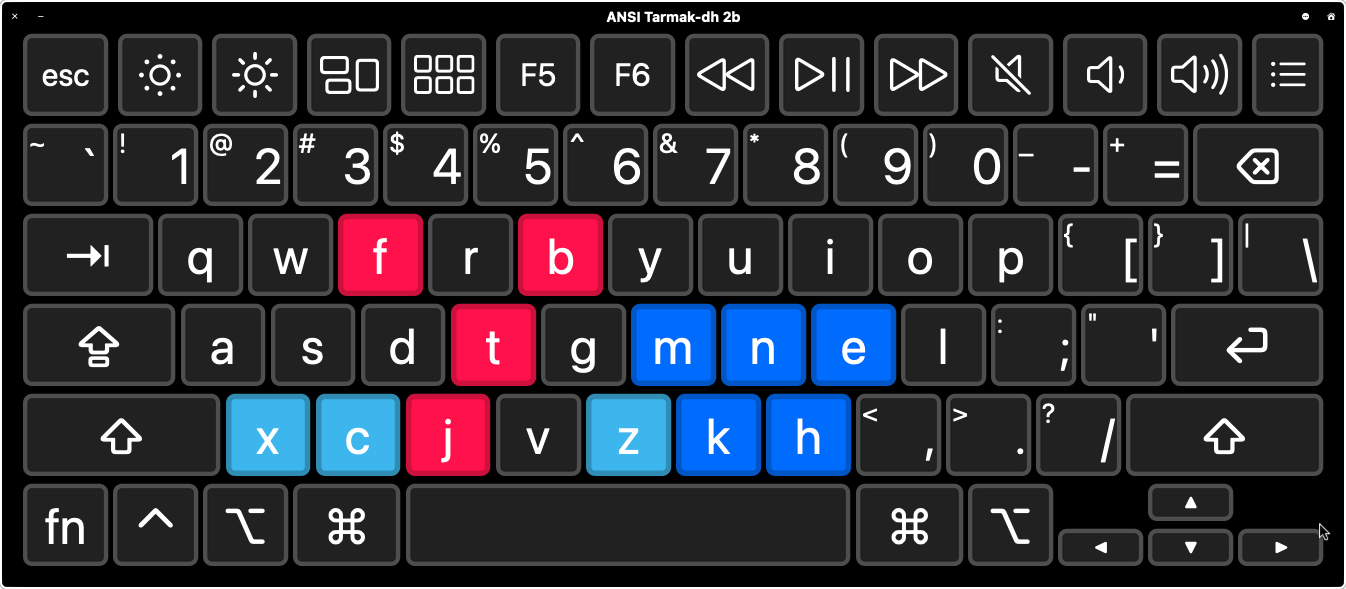 ANSI Tarmak-dh 2b
esc F5 F6
~ ` ! 1 @ 2 # 3 $ 4 % 5 ^ 6 & 7 * 8 ( 9 ) 0 _ - + =
q w f r b y u i o p { [ } ] | \
a s d t g m n e l : ; " '
x c j v z k h < , > . ? /
fn ^ ⌥ ⌘ ⌘ ⌥